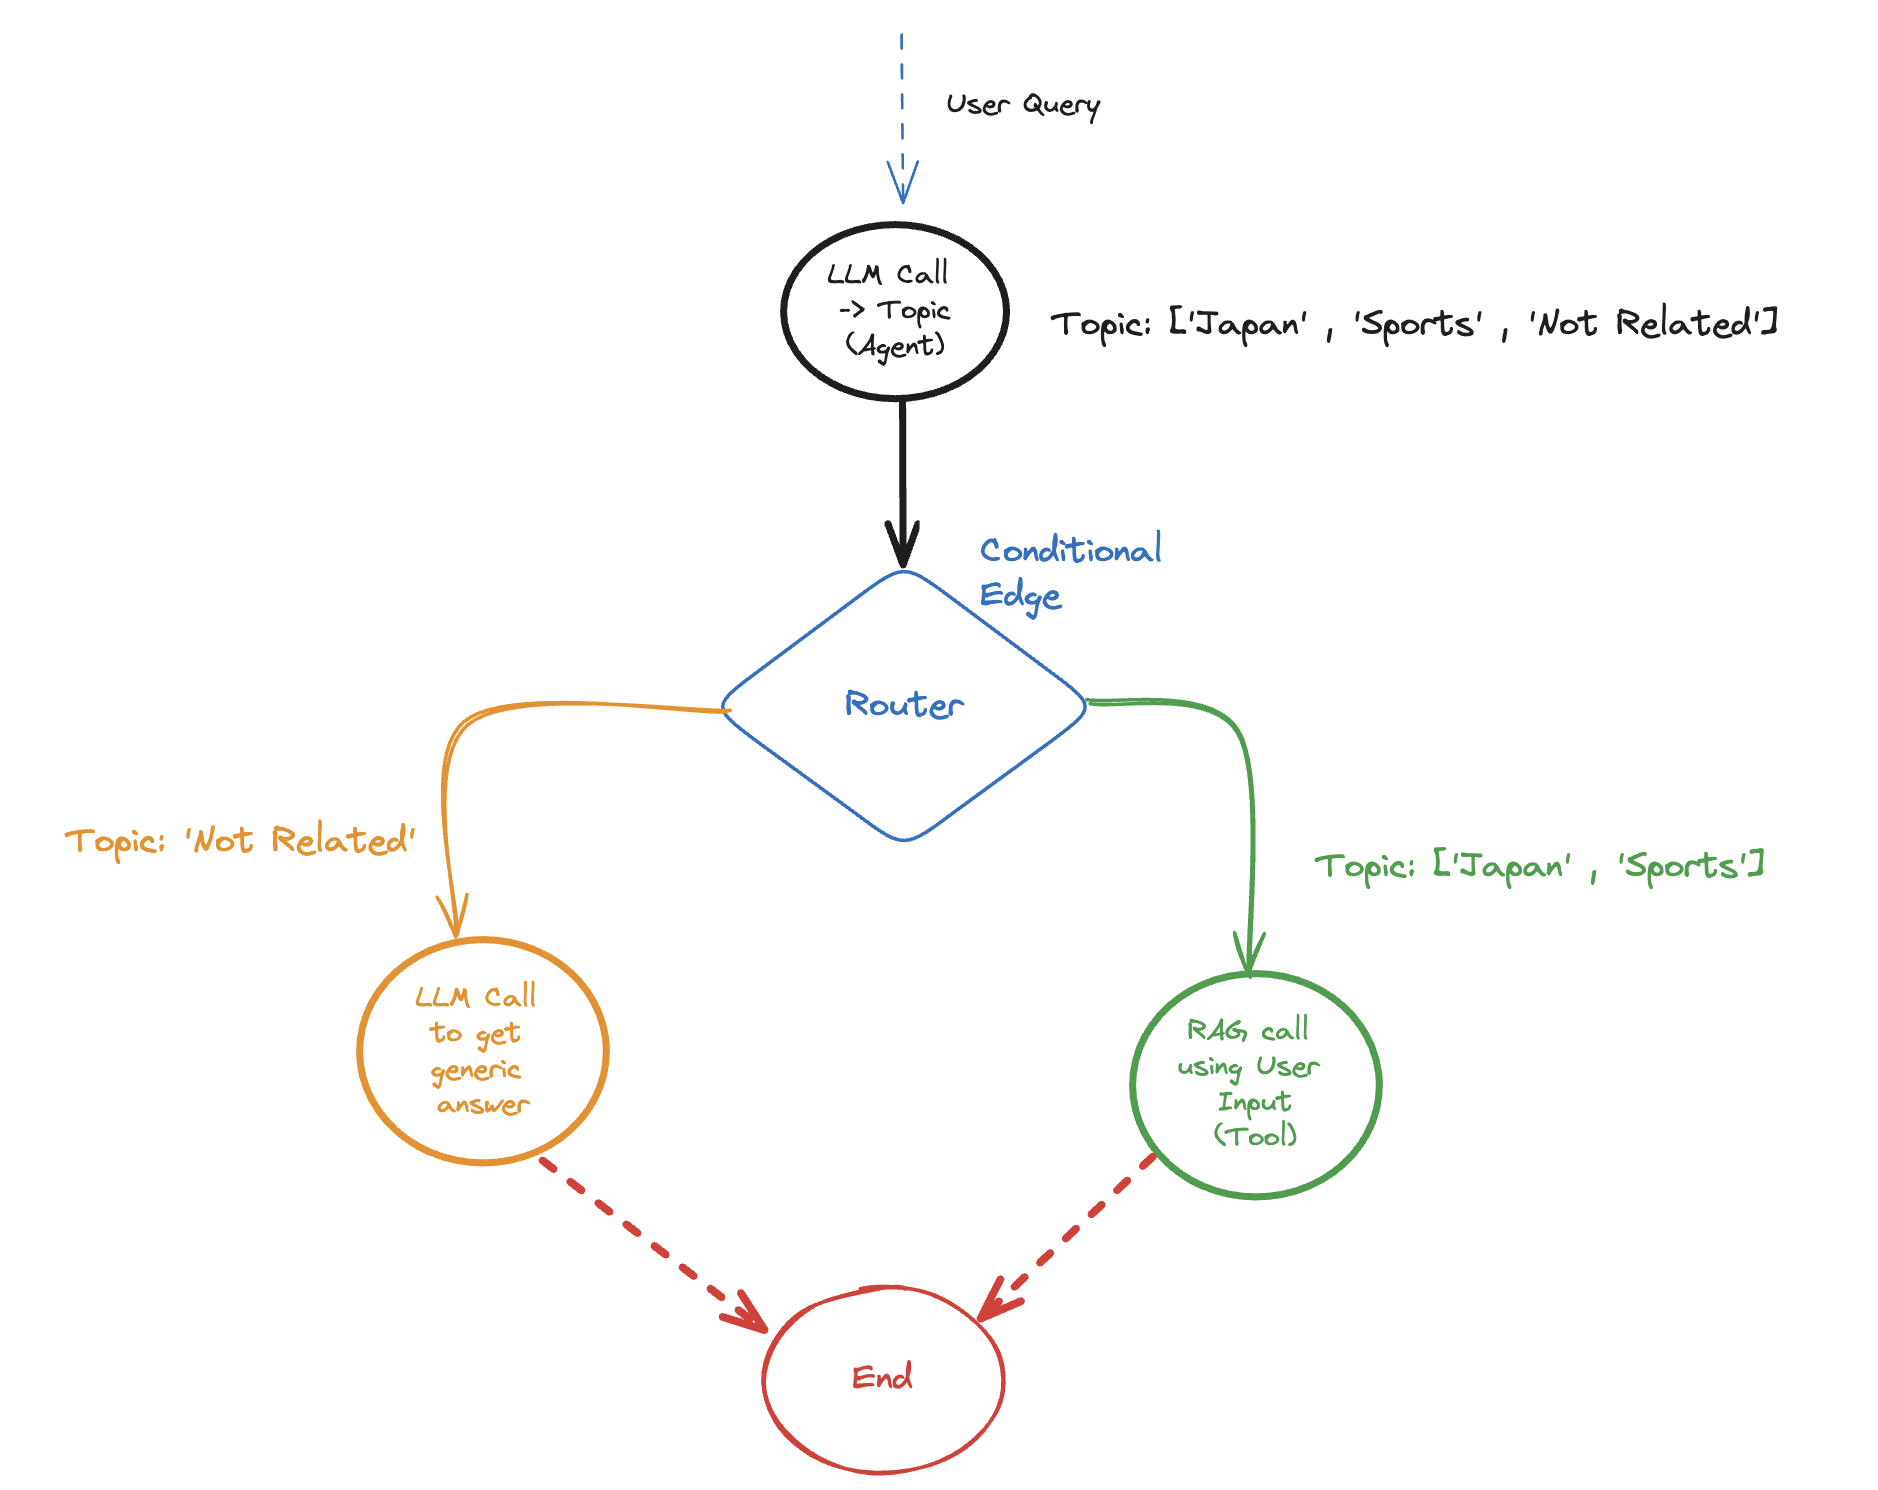 User Query
LLM Call
-> Topic
(Agent)
Topic: ['Japan' , 'Sports' , 'Not Related']
Conditional
Edge
Router
Topic: 'Not Related'
Topic: ['Japan' , 'Sports']
LLM Call
to get
generic
answer
RAG call
using User
Input
(Tool)
End